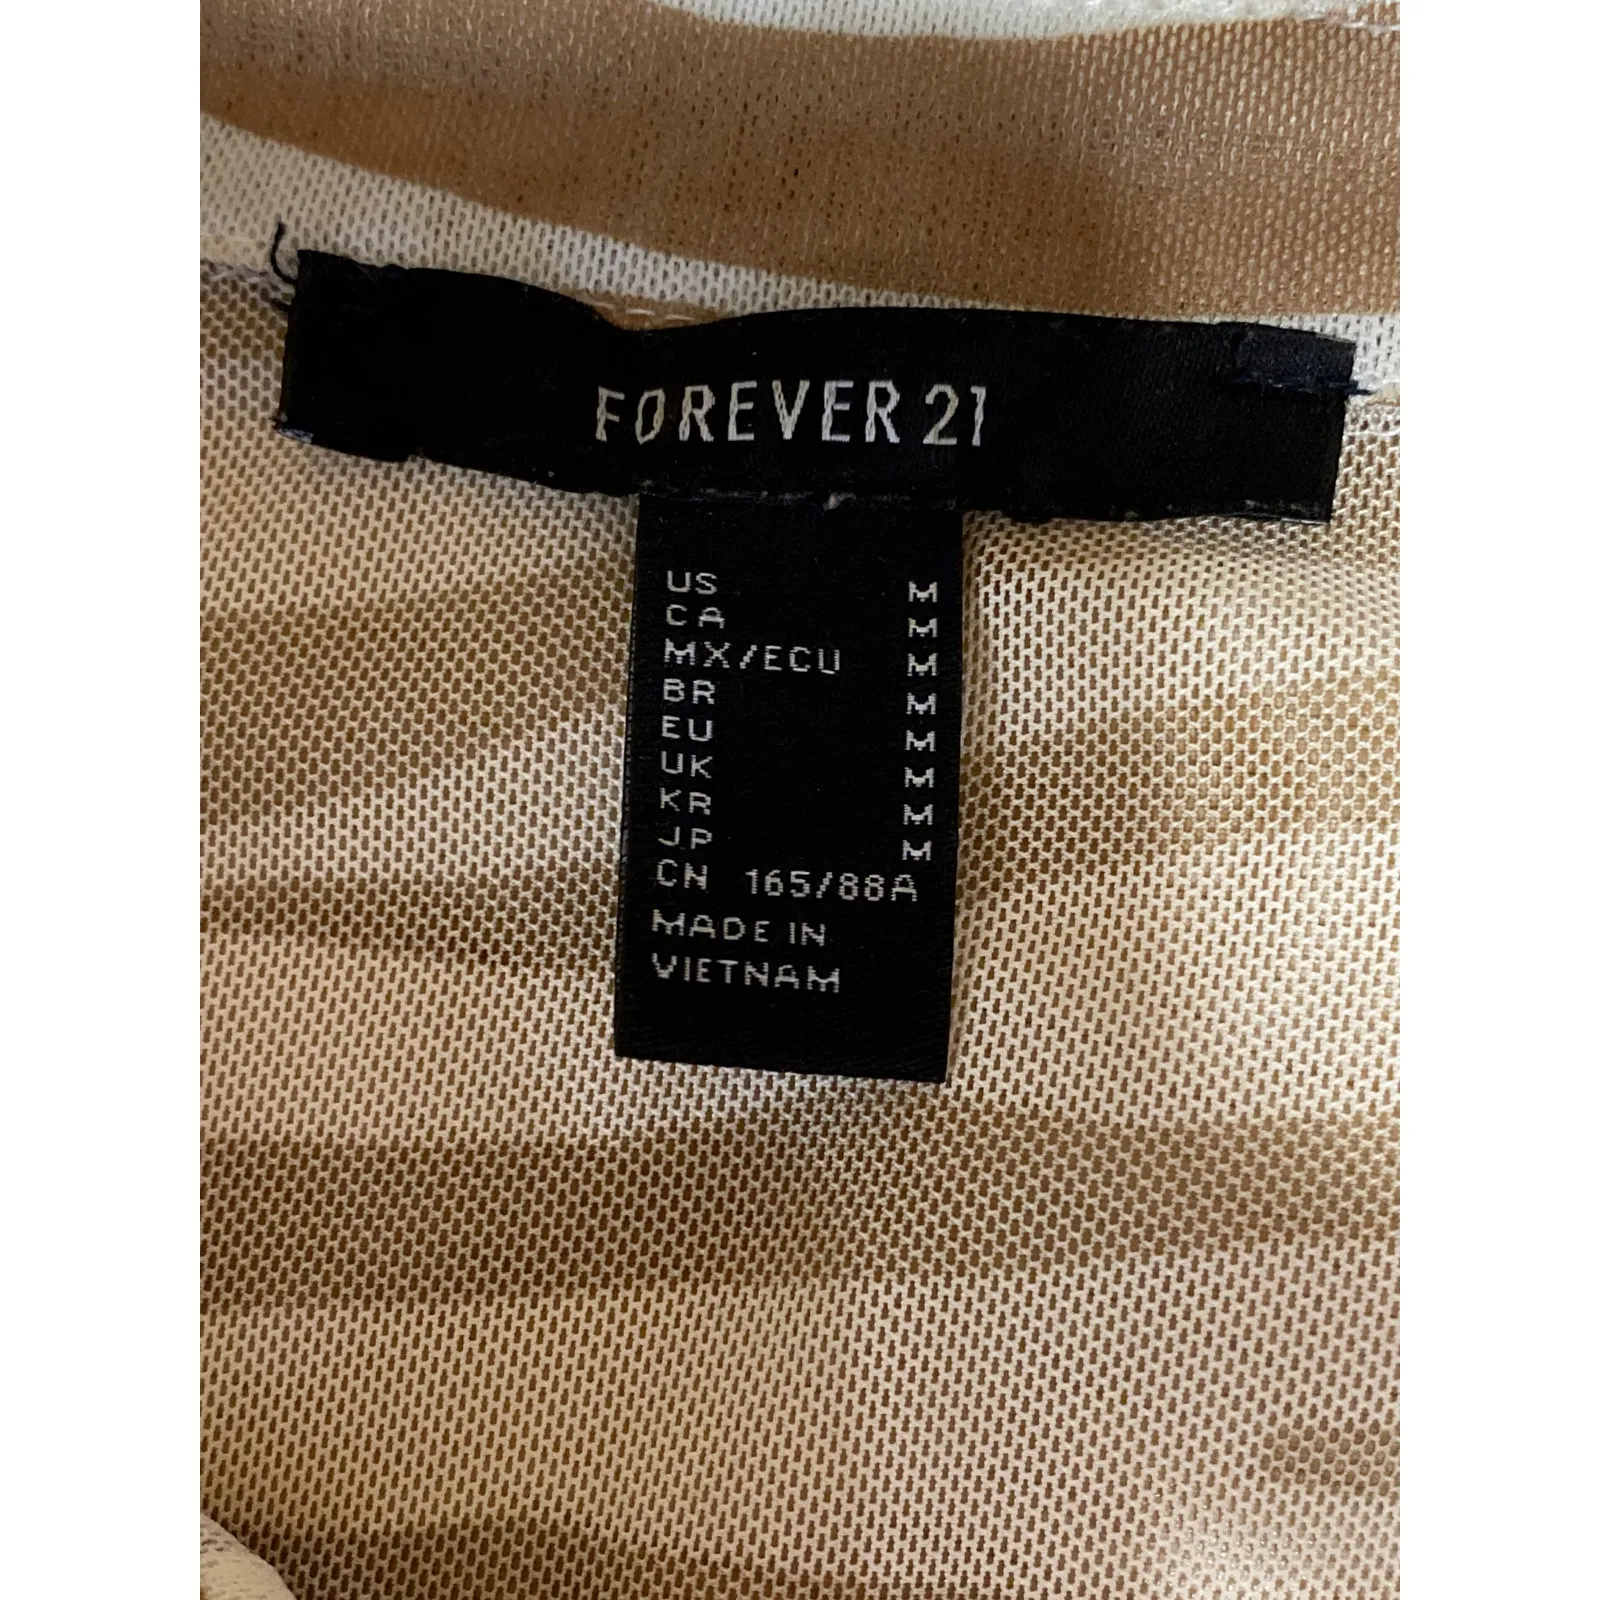 FOREVER 21
US M
CA M
MX/ECU M
BR M
EU M
UK M
KR M
JP M
CN 165/88A
MADE IN
VIETNAM